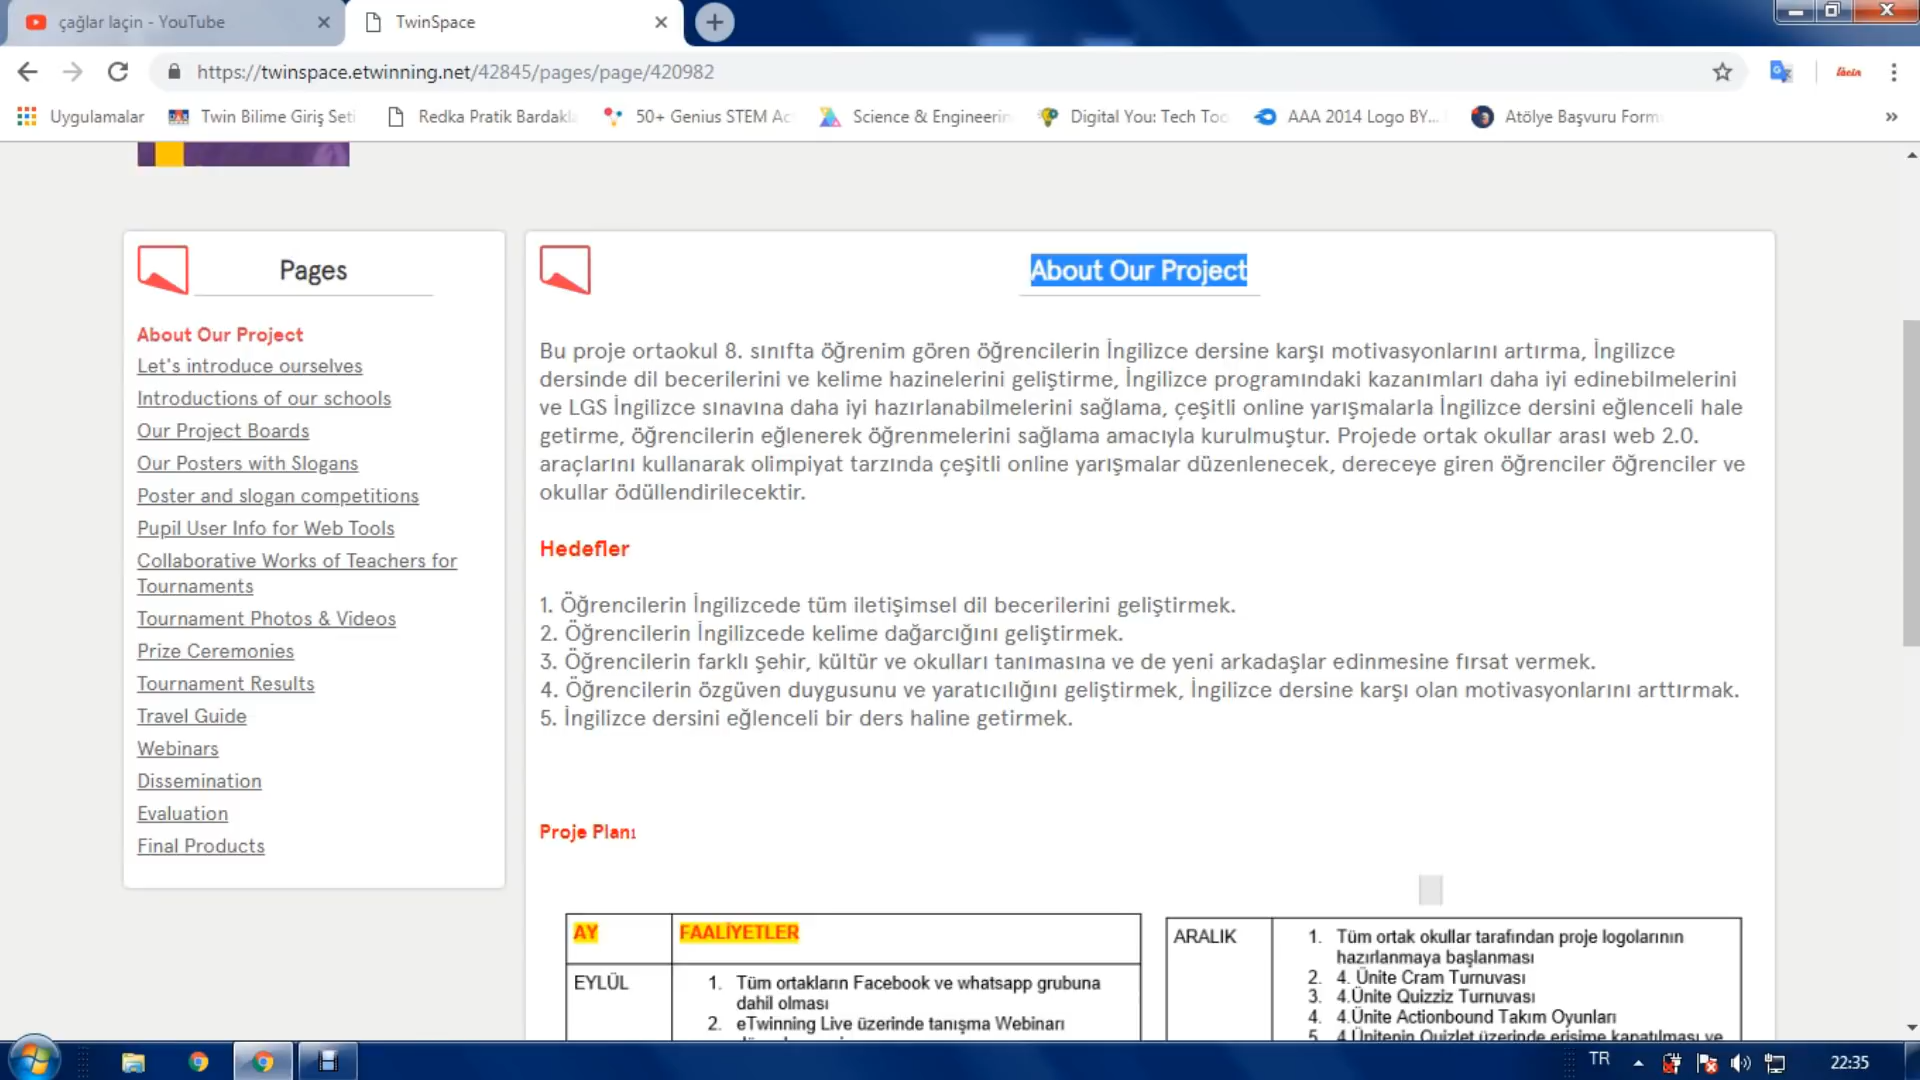 çağlar laçin - YouTube
TwinSpace
https://twinspace.etwinning.net/42845/pages/page/420982
laçin
Uygulamalar
Twin Bilime Giriş Seti
Redka Pratik Bardakla
50+ Genius STEM Ac
Science & Engineerin
Digital You: Tech Too
AAA 2014 Logo BY...
Atölye Başvuru Form
Pages
About Our Project
Let's introduce ourselves
Introductions of our schools
Our Project Boards
Our Posters with Slogans
Poster and slogan competitions
Pupil User Info for Web Tools
Collaborative Works of Teachers for
Tournaments
Tournament Photos & Videos
Prize Ceremonies
Tournament Results
Travel Guide
Webinars
Dissemination
Evaluation
Final Products
About Our Project
Bu proje ortaokul 8. sınıfta öğrenim gören öğrencilerin İngilizce dersine karşı motivasyonlarını artırma, İngilizce
dersinde dil becerilerini ve kelime hazinelerini geliştirme, İngilizce programındaki kazanımları daha iyi edinebilmelerini
ve LGS İngilizce sınavına daha iyi hazırlanabilmelerini sağlama, çeşitli online yarışmalarla İngilizce dersini eğlenceli hale
getirme, öğrencilerin eğlenerek öğrenmelerini sağlama amacıyla kurulmuştur. Projede ortak okullar arası web 2.0.
araçlarını kullanarak olimpiyat tarzında çeşitli online yarışmalar düzenlenecek, dereceye giren öğrenciler öğrenciler ve
okullar ödüllendirilecektir.
Hedefler
1. Öğrencilerin İngilizcede tüm iletişimsel dil becerilerini geliştirmek.
2. Öğrencilerin İngilizcede kelime dağarcığını geliştirmek.
3. Öğrencilerin farklı şehir, kültür ve okulları tanımasına ve de yeni arkadaşlar edinmesine fırsat vermek.
4. Öğrencilerin özgüven duygusunu ve yaratıcılığını geliştirmek, İngilizce dersine karşı olan motivasyonlarını arttırmak.
5. İngilizce dersini eğlenceli bir ders haline getirmek.
Proje Planı
AY
FAALİYETLER
EYLÜL
1. Tüm ortakların Facebook ve whatsapp grubuna
dahil olması
2. eTwinning Live üzerinde tanışma Webinarı
ARALIK
1. Tüm ortak okullar tarafından proje logolarının
hazırlanmaya başlanması
2. 4. Ünite Cram Turnuvası
3. 4.Ünite Quizziz Turnuvası
4. 4.Ünite Actionbound Takım Oyunları
5. 4.Ünitenin Quizlet üzerinde erişime kapatılması ve
TR
22:35